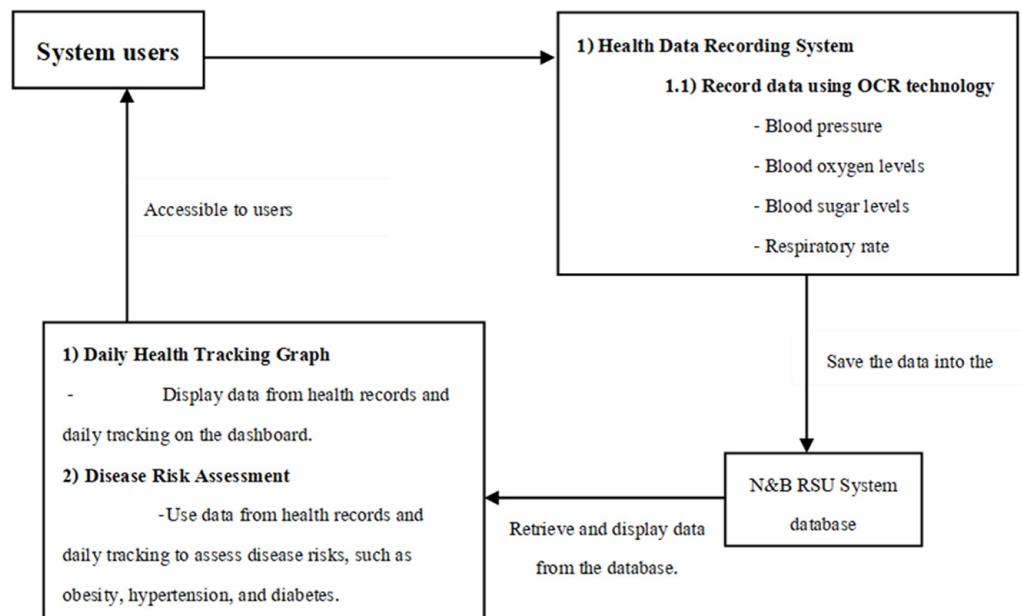 System users
1) Health Data Recording System
1.1) Record data using OCR technology
- Blood pressure
- Blood oxygen levels
- Blood sugar levels
- Respiratory rate
Accessible to users
Save the data into the
N&B RSU System
database
Retrieve and display data
from the database.
1) Daily Health Tracking Graph
- Display data from health records and
daily tracking on the dashboard.
2) Disease Risk Assessment
-Use data from health records and
daily tracking to assess disease risks, such as
obesity, hypertension, and diabetes.